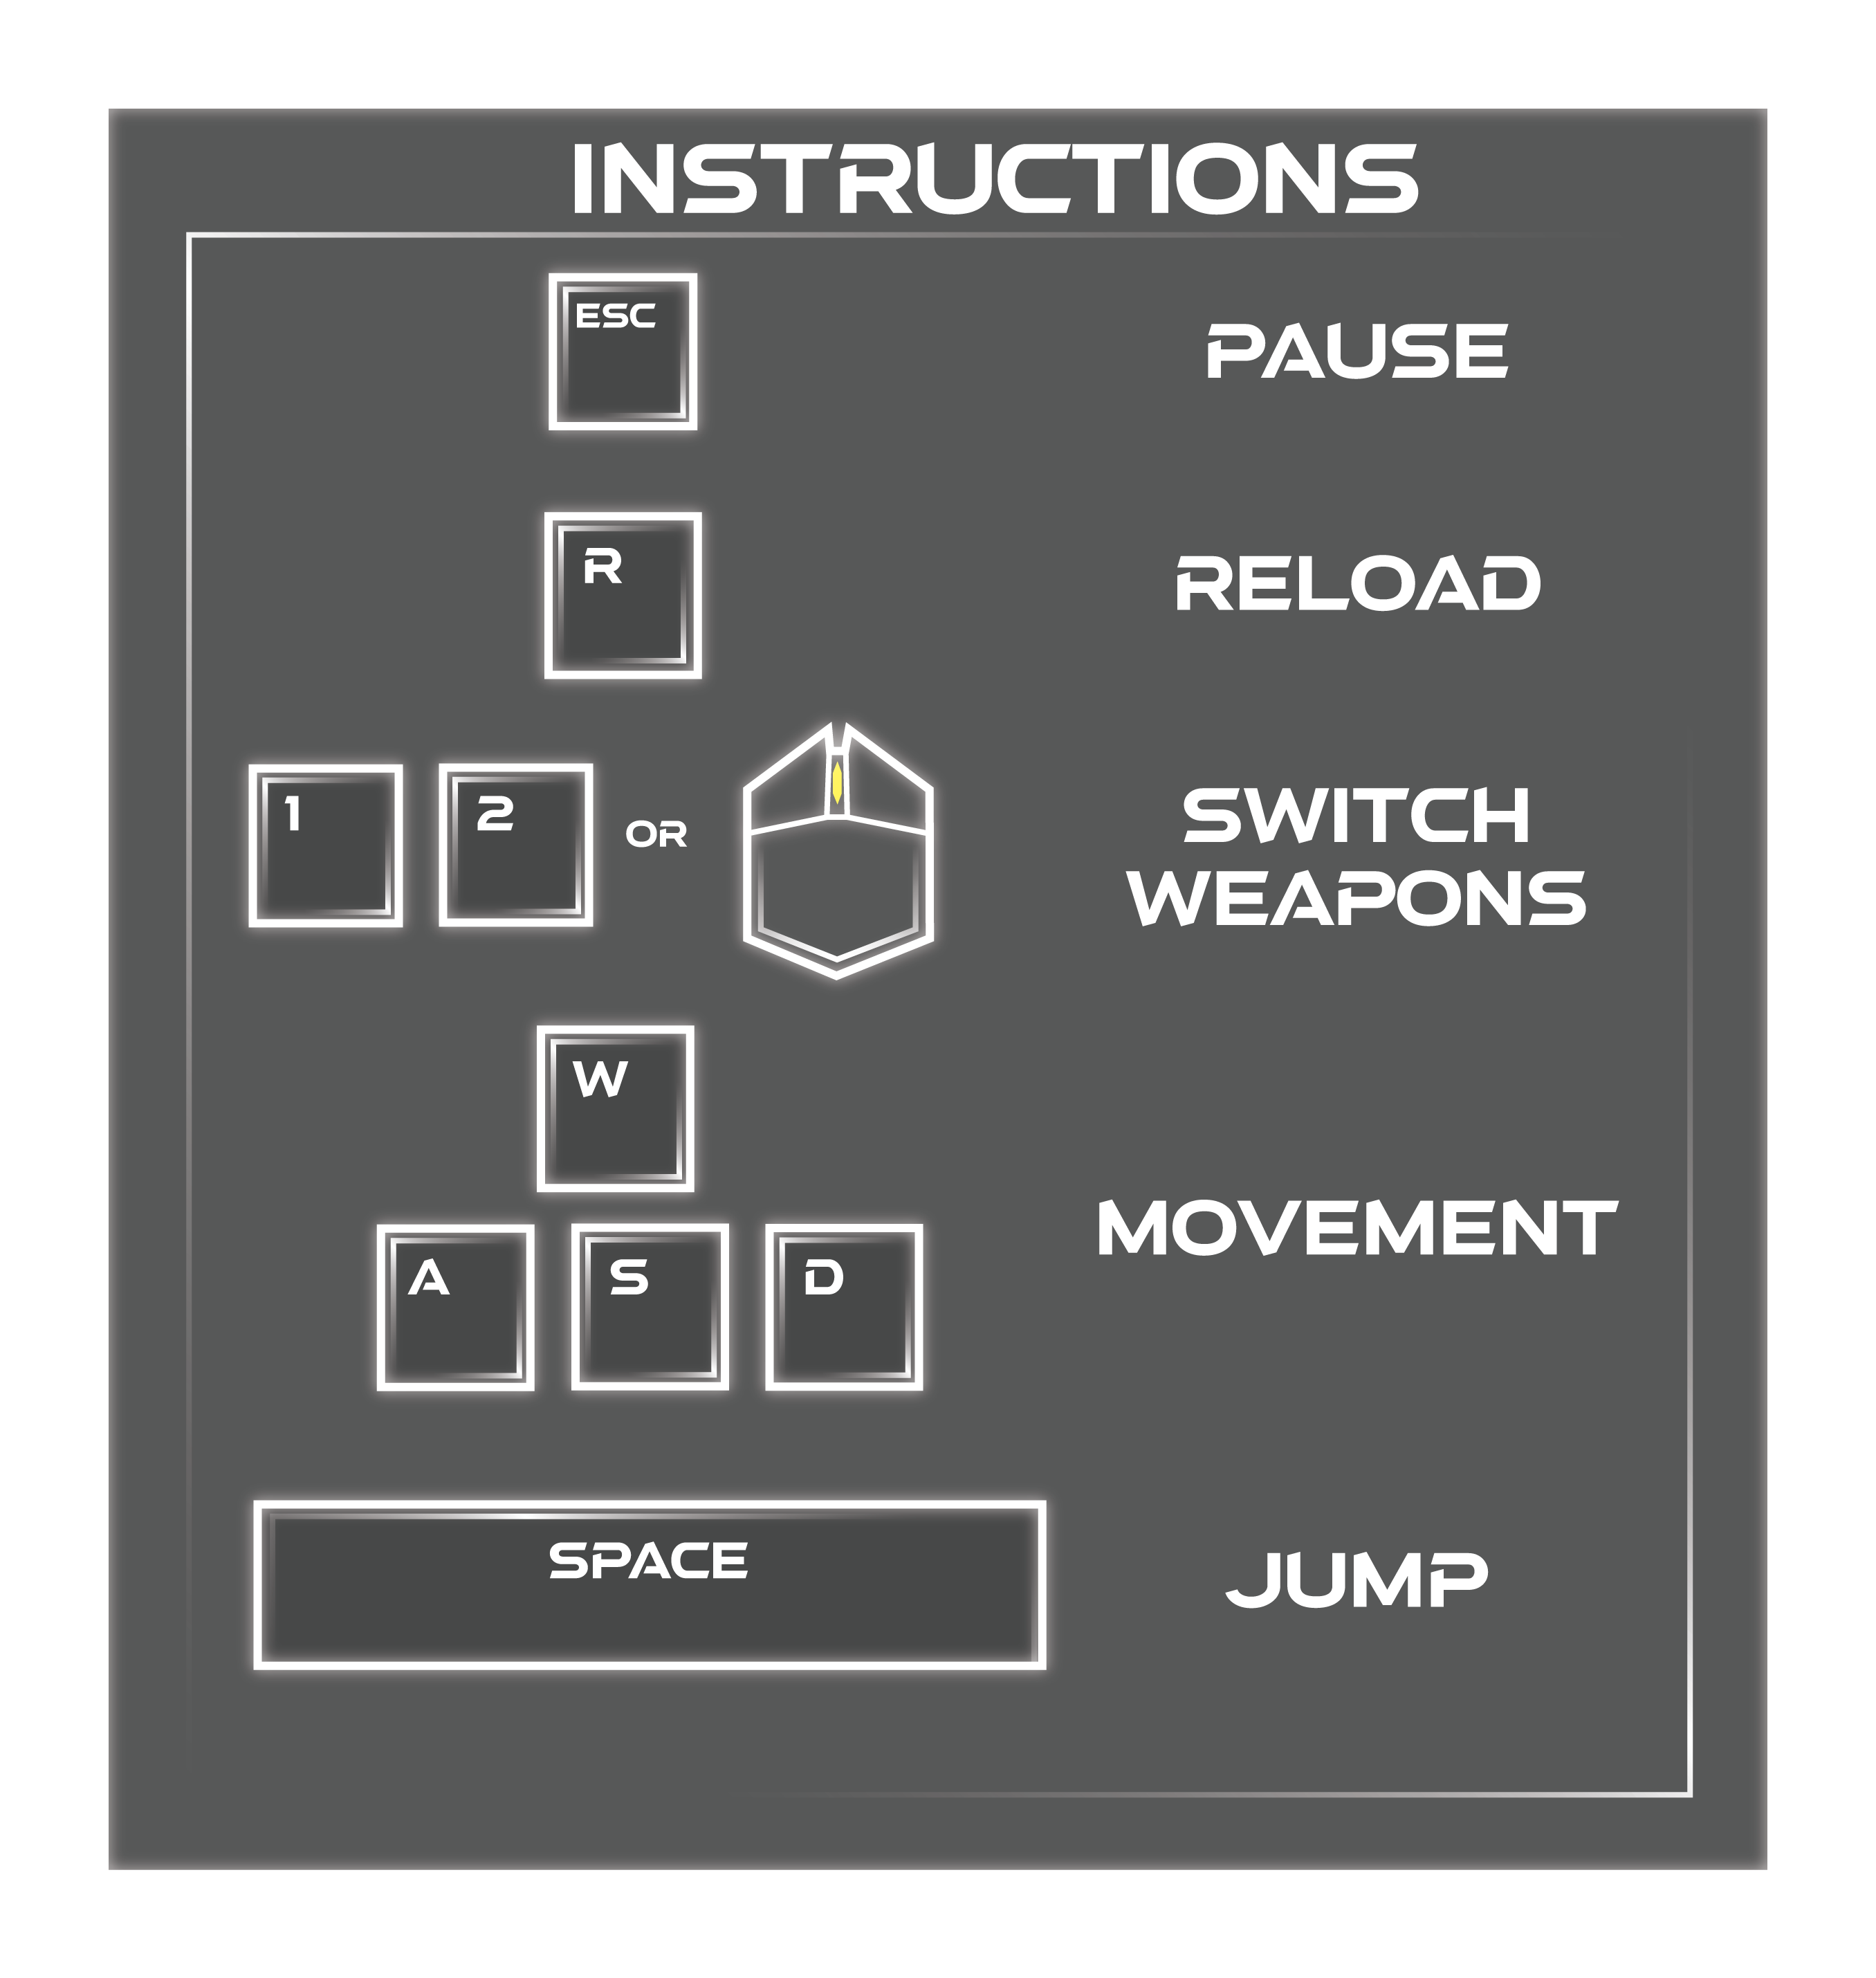 INSTRUCTIONS
ESC PAUSE
R RELOAD
1 2 OR SWITCH
WEAPONS
W
A S D MOVEMENT
SPACE JUMP